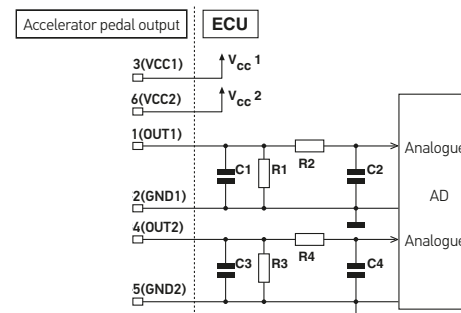 Accelerator pedal output
ECU
3(VCC1)
Vcc 1
6(VCC2)
Vcc 2
1(OUT1)
R2
Analogue
C1
R1
C2
AD
2(GND1)
4(OUT2)
R4
Analogue
C3
R3
C4
5(GND2)